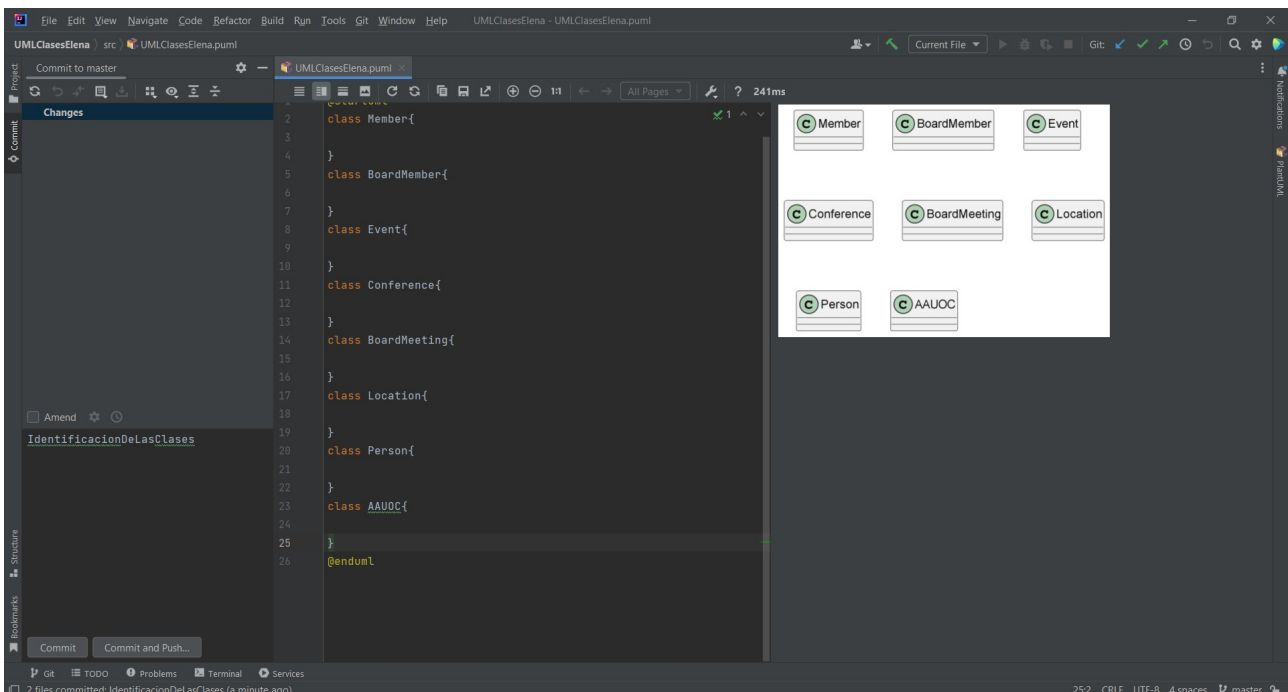 File Edit View Navigate Code Refactor Build Run Tools Git Window Help UMLClasesElena - UMLClasesElena.puml
UMLClasesElena src UMLClasesElena.puml
Current File
Git:
Project
Commit
Structure
Bookmarks
Commit to master
Changes
Amend
IdentificacionDeLasClases
Commit
Commit and Push...
UMLClasesElena.puml
1:1
All Pages
? 241ms
1
1 @startuml
2 class Member{
3
4 }
5 class BoardMember{
6
7 }
8 class Event{
9
10 }
11 class Conference{
12
13 }
14 class BoardMeeting{
15
16 }
17 class Location{
18
19 }
20 class Person{
21
22 }
23 class AAUOC{
24
25 }
26 @enduml
C Member
C BoardMember
C Event
C Conference
C BoardMeeting
C Location
C Person
C AAUOC
Notifications
PlantUML
Git TODO Problems Terminal Services
2 files committed: IdentificacionDeLasClases (a minute ago)
25:2 CRLF UTF-8 4 spaces master